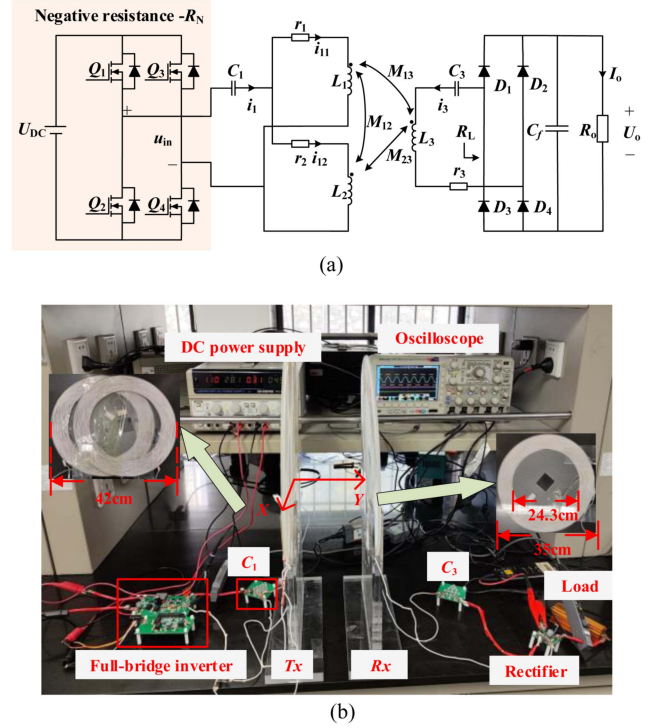 Negative resistance -RN
Q1
Q3
C1
r1
i11
M13
C3
D1
D2
Io
i1
L1
i3
UDC
+
uin
−
M12
L3
RL
Cf
Ro
+
Uo
−
r2
i12
M23
r3
Q2
Q4
L2
D3
D4
(a)
DC power supply
Oscilloscope
42cm
X
Y
24.3cm
35cm
C1
C3
Load
Full-bridge inverter
Tx
Rx
Rectifier
(b)